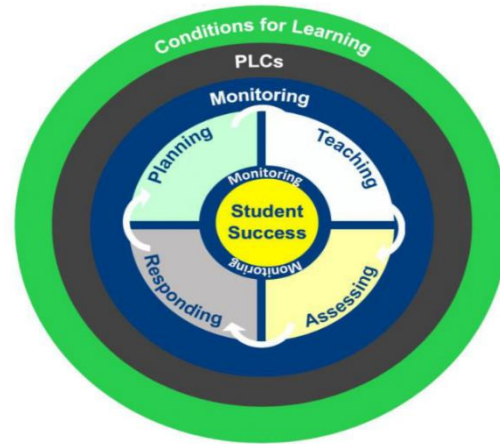 Conditions for Learning
PLCs
Monitoring
Planning
Teaching
Monitoring
Student
Success
Monitoring
Responding
Assessing